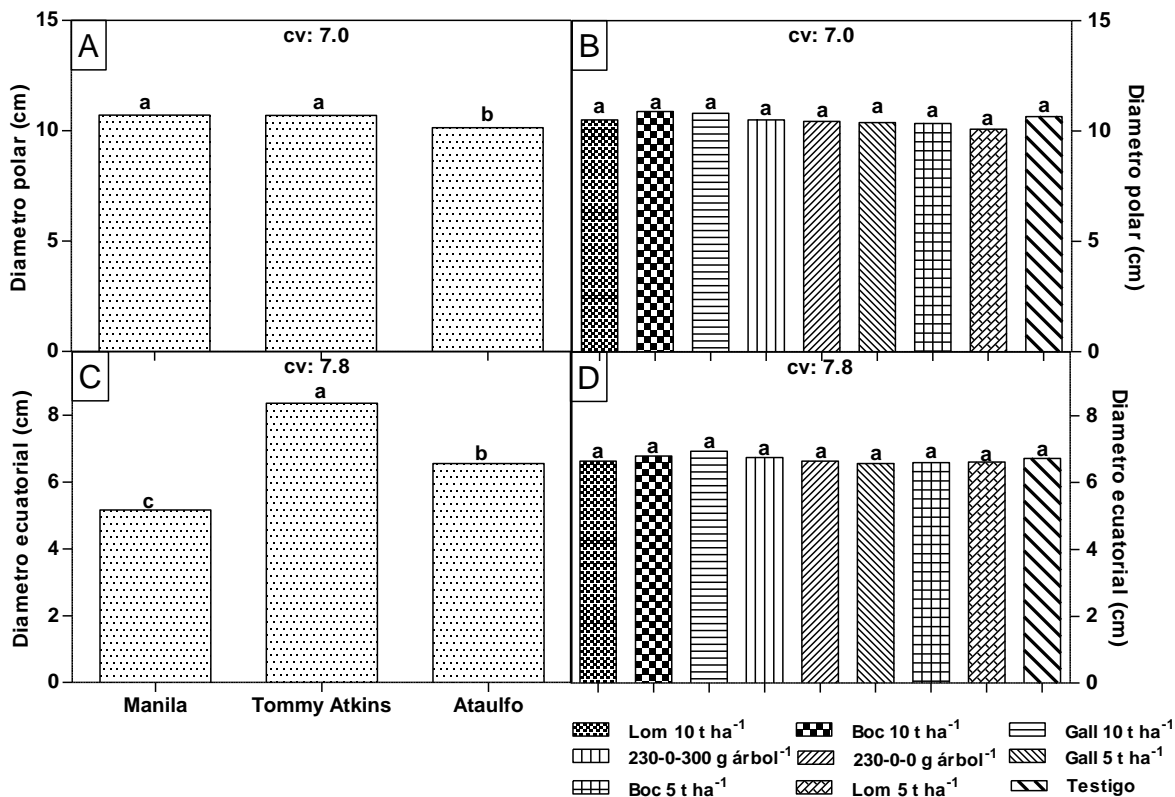 A
cv: 7.0
15
10
5
0
Diametro polar (cm)
a
a
b
B
cv: 7.0
a
a
a
a
a
a
a
a
a
15
10
5
0
Diametro polar (cm)
C
cv: 7.8
8
6
4
2
0
Diametro ecuatorial (cm)
c
a
b
Manila
Tommy Atkins
Ataulfo
D
cv: 7.8
a
a
a
a
a
a
a
a
a
8
6
4
2
0
Diametro ecuatorial (cm)
Lom 10 t ha⁻¹
Boc 10 t ha⁻¹
Gall 10 t ha⁻¹
230-0-300 g árbol⁻¹
230-0-0 g árbol⁻¹
Gall 5 t ha⁻¹
Boc 5 t ha⁻¹
Lom 5 t ha⁻¹
Testigo